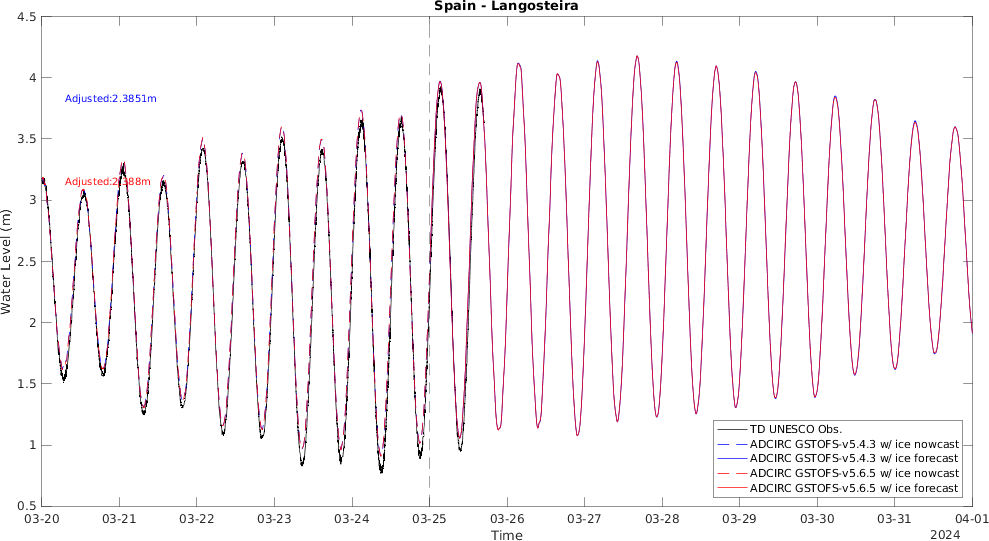 Spain - Langosteira
4.5
4
3.5
3
2.5
2
1.5
1
0.5
Water Level (m)
Adjusted:2.3851m
Adjusted:2.388m
TD UNESCO Obs.
ADCIRC GSTOFS-v5.4.3 w/ ice nowcast
ADCIRC GSTOFS-v5.4.3 w/ ice forecast
ADCIRC GSTOFS-v5.6.5 w/ ice nowcast
ADCIRC GSTOFS-v5.6.5 w/ ice forecast
03-20 03-21 03-22 03-23 03-24 03-25 03-26 03-27 03-28 03-29 03-30 03-31 04-01
Time
2024